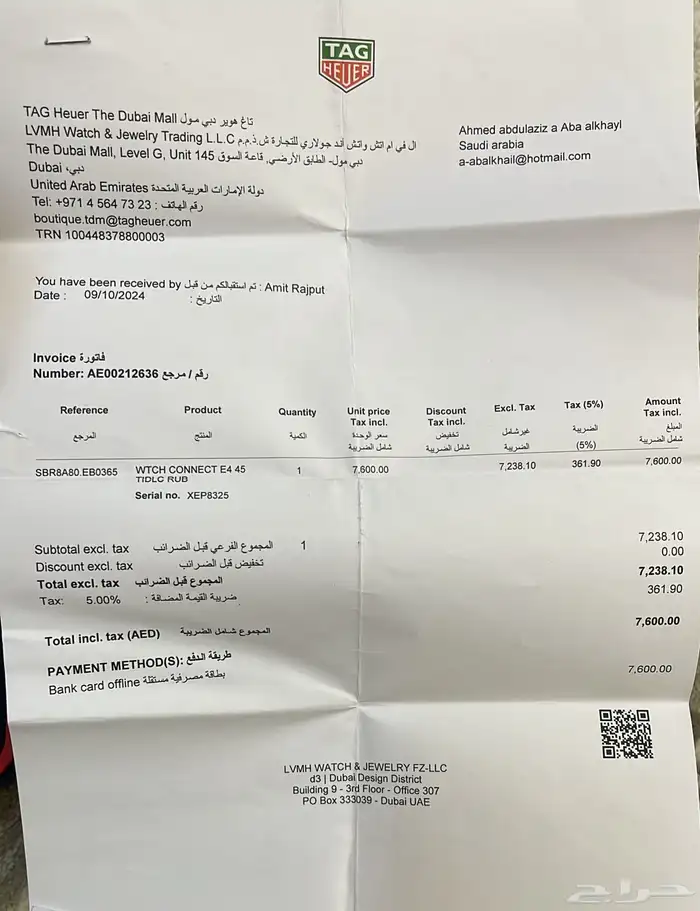 TAG
HEUER
TAG Heuer The Dubai Mall تاغ هوير دبي مول
LVMH Watch & Jewelry Trading L.L.C ال في ام اتش واتش أند جولاري للتجارة ش.ذ.م.م
The Dubai Mall, Level G, Unit 145 دبي مول- الطابق الأرضي, قاعة السوق
Dubai دبي،
United Arab Emirates دولة الإمارات العربية المتحدة
Tel: +971 4 564 73 23 : رقم الهاتف
boutique.tdm@tagheuer.com
TRN 100448378800003
Ahmed abdulaziz a Aba alkhayl
Saudi arabia
a-abalkhail@hotmail.com
You have been received by تم استقبالكم من قبل : Amit Rajput
Date : 09/10/2024 التاريخ :
Invoice فاتورة
Number: AE00212636 رقم / مرجع
Reference Product Quantity Unit price Tax incl. Discount Tax incl. Excl. Tax Tax (5%) Amount Tax incl.
المرجع المنتج الكمية سعر الوحدة شامل الضريبة تخفيض شامل الضريبة غيرشامل الضريبة الضريبة (5%) المبلغ شامل الضريبة
SBR8A80.EB0365 WTCH CONNECT E4 45 1 7,600.00 7,238.10 361.90 7,600.00
TIDLC RUB
Serial no. XEP8325
Subtotal excl. tax المجموع الفرعي قبل الضرائب 1 7,238.10
Discount excl. tax تخفيض قبل الضرائب 0.00
Total excl. tax المجموع قبل الضرائب 7,238.10
Tax: 5.00% ضريبة القيمة المضافة: 361.90
Total incl. tax (AED) المجموع شامل الضريبة 7,600.00
PAYMENT METHOD(S): طريقة الدفع:
Bank card offline بطاقة مصرفية مستقلة 7,600.00
LVMH WATCH & JEWELRY FZ-LLC
d3 | Dubai Design District
Building 9 - 3rd Floor - Office 307
PO Box 333039 - Dubai UAE
حراج